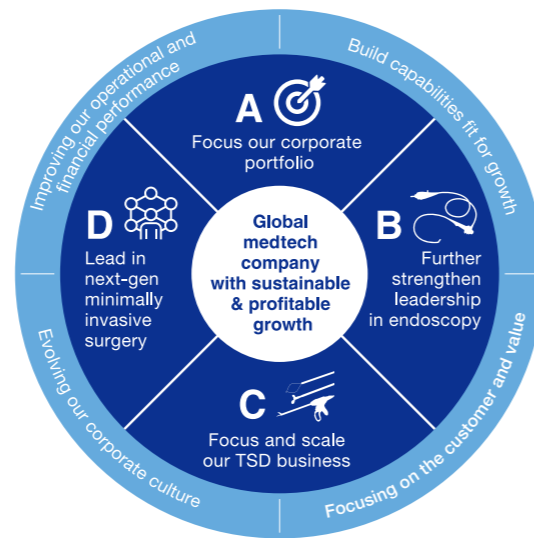 Improving our operational and
financial performance
Build capabilities fit for growth
A
Focus our corporate
portfolio
D
Lead in
next-gen
minimally
invasive
surgery
Global
medtech
company
with sustainable
& profitable
growth
B
Further
strengthen
leadership
in endoscopy
C
Focus and scale
our TSD business
Evolving our corporate culture
Focusing on the customer and value